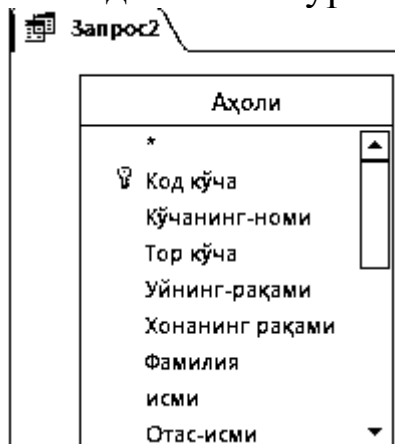 Запрос2
Аҳоли
*
Код кўча
Кўчанинг-номи
Тор кўча
Уйнинг-рақами
Хонанинг рақами
Фамилия
исми
Отас-исми